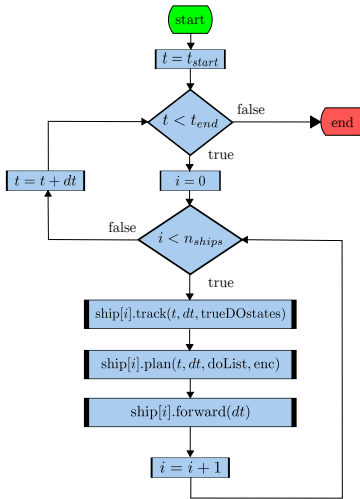 start
t = t_start
t < t_end
false
end
true
t = t + dt
i = 0
false
i < n_ships
true
ship[i].track(t, dt, trueDOstates)
ship[i].plan(t, dt, doList, enc)
ship[i].forward(dt)
i = i + 1